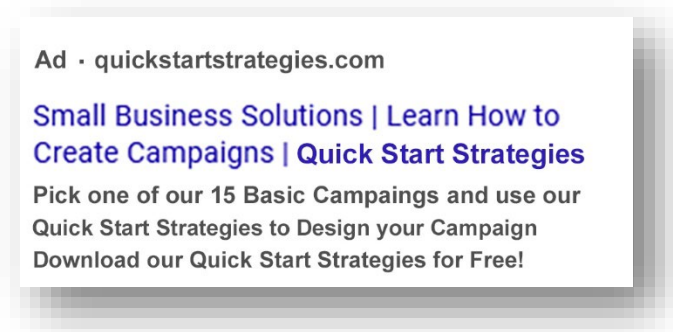 Ad · quickstartstrategies.com
Small Business Solutions | Learn How to
Create Campaigns | Quick Start Strategies
Pick one of our 15 Basic Campaings and use our
Quick Start Strategies to Design your Campaign
Download our Quick Start Strategies for Free!